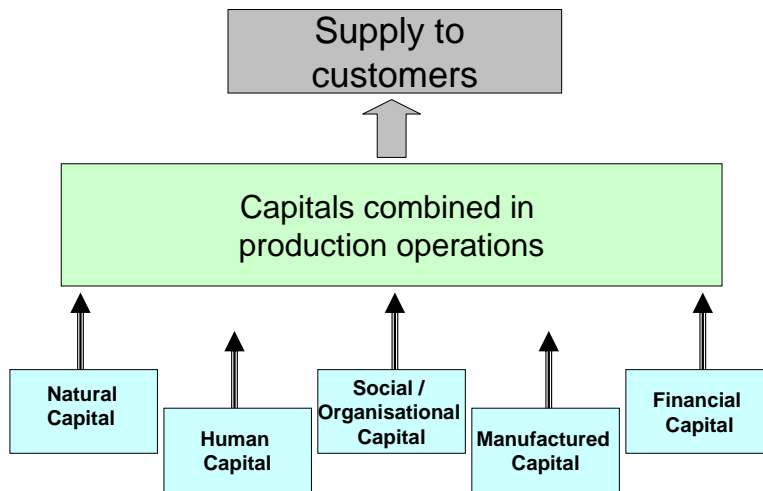 Supply to
customers
Capitals combined in
production operations
Natural
Capital
Human
Capital
Social /
Organisational
Capital
Manufactured
Capital
Financial
Capital